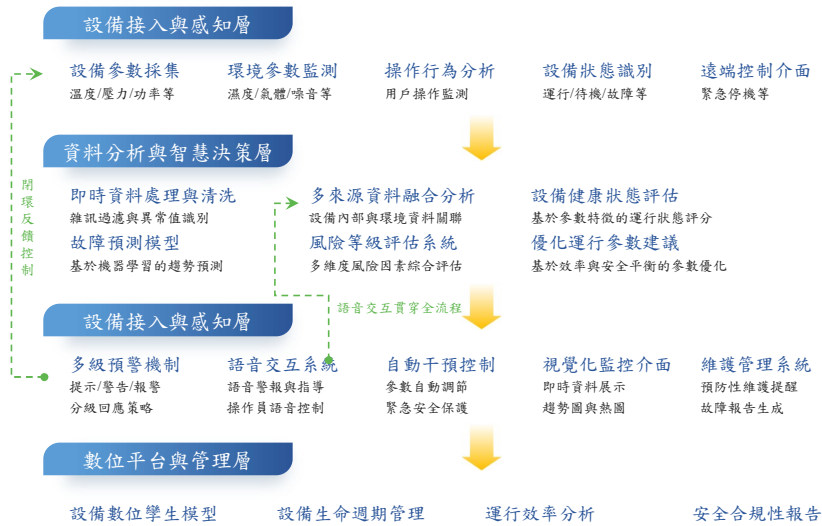 設備接入與感知層
設備參數採集 環境參數監測 操作行為分析 設備狀態識別 遠端控制介面
溫度/壓力/功率等 濕度/氣體/噪音等 用戶操作監測 運行/待機/故障等 緊急停機等
資料分析與智慧決策層
即時資料處理與清洗 多來源資料融合分析 設備健康狀態評估
雜訊過濾與異常值識別 設備內部與環境資料關聯 基於參數特徵的運行狀態評分
故障預測模型 風險等級評估系統 優化運行參數建議
基於機器學習的趨勢預測 多維度風險因素綜合評估 基於效率與安全平衡的參數優化
閉環反饋控制
語音交互貫穿全流程
設備接入與感知層
多級預警機制 語音交互系統 自動干預控制 視覺化監控介面 維護管理系統
提示/警告/報警 語音警報與指導 參數自動調節 即時資料展示 預防性維護提醒
分級回應策略 操作員語音控制 緊急安全保護 趨勢圖與熱圖 故障報告生成
數位平台與管理層
設備數位孿生模型 設備生命週期管理 運行效率分析 安全合規性報告